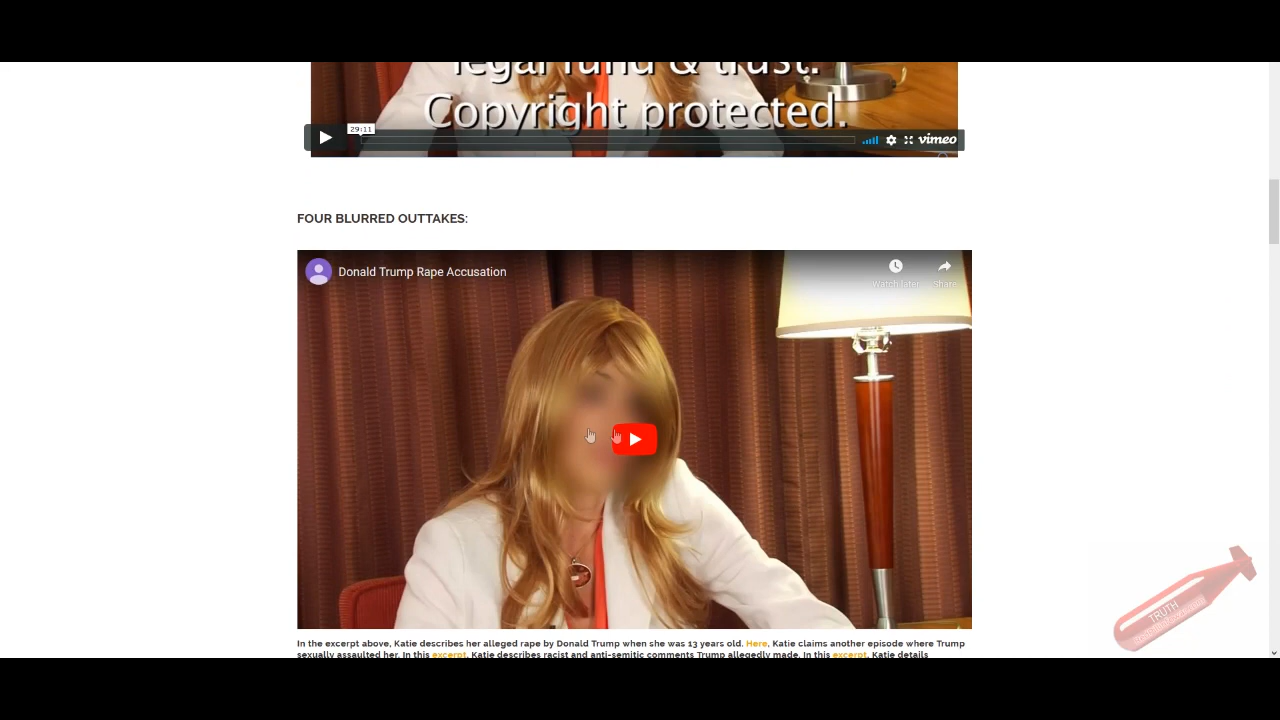 legal fund & trust.
Copyright protected.
29:11
vimeo
FOUR BLURRED OUTTAKES:
Donald Trump Rape Accusation
Watch later
Share
In the excerpt above, Katie describes her alleged rape by Donald Trump when she was 13 years old. Here, Katie claims another episode where Trump
sexually assaulted her. In this excerpt, Katie describes racist and anti-semitic comments Trump allegedly made. In this excerpt, Katie details
TRUTH